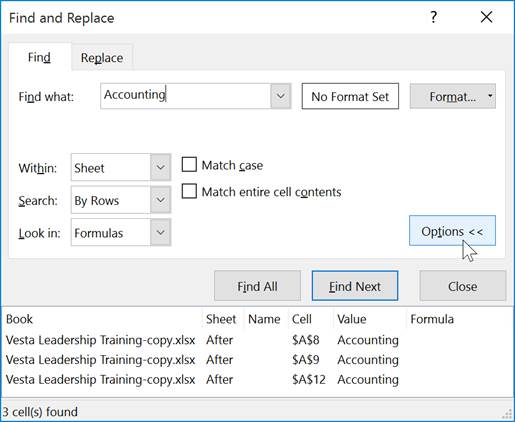 Find and Replace ? ✕
Find Replace
Find what: Accounting No Format Set Format...
Within: Sheet Match case
Search: By Rows Match entire cell contents
Look in: Formulas Options <<
Find All Find Next Close
Book Sheet Name Cell Value Formula
Vesta Leadership Training-copy.xlsx After $A$8 Accounting
Vesta Leadership Training-copy.xlsx After $A$9 Accounting
Vesta Leadership Training-copy.xlsx After $A$12 Accounting
3 cell(s) found